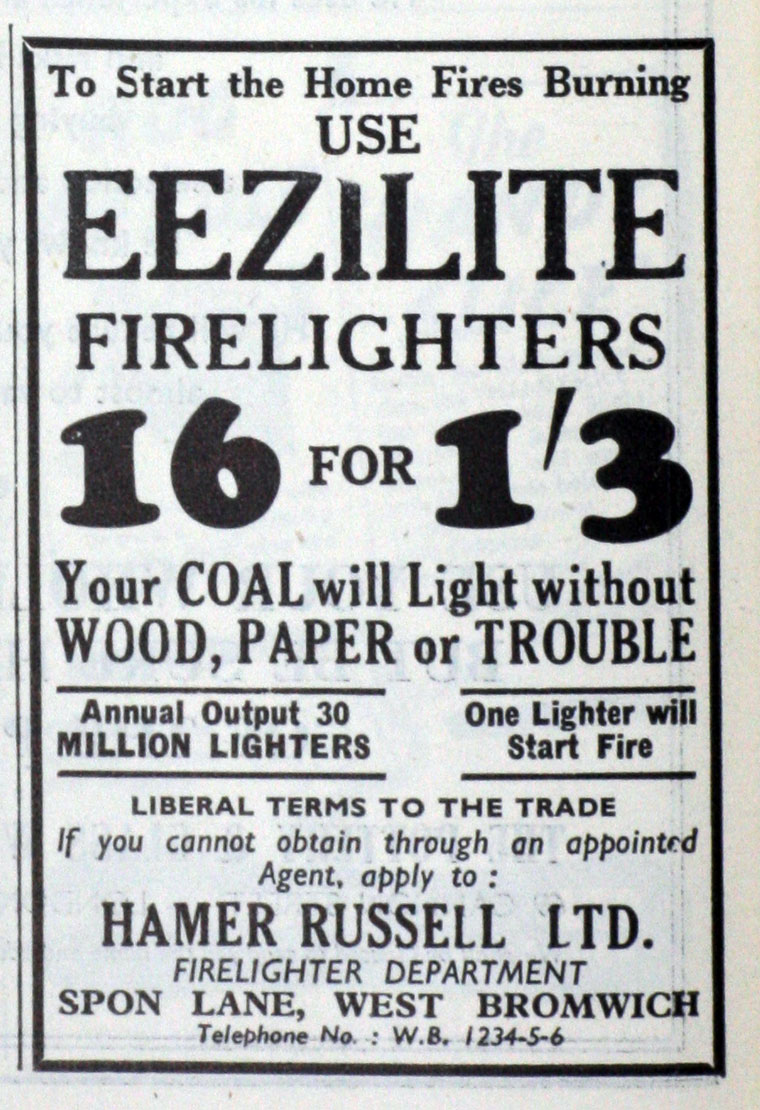 To Start the Home Fires Burning
USE
EEZILITE
FIRELIGHTERS
16 FOR 1'3
Your COAL will Light without
WOOD, PAPER or TROUBLE
Annual Output 30
MILLION LIGHTERS
One Lighter will
Start Fire
LIBERAL TERMS TO THE TRADE
If you cannot obtain through an appointed
Agent, apply to :
HAMER RUSSELL LTD.
FIRELIGHTER DEPARTMENT
SPON LANE, WEST BROMWICH
Telephone No. : W.B. 1234-5-6